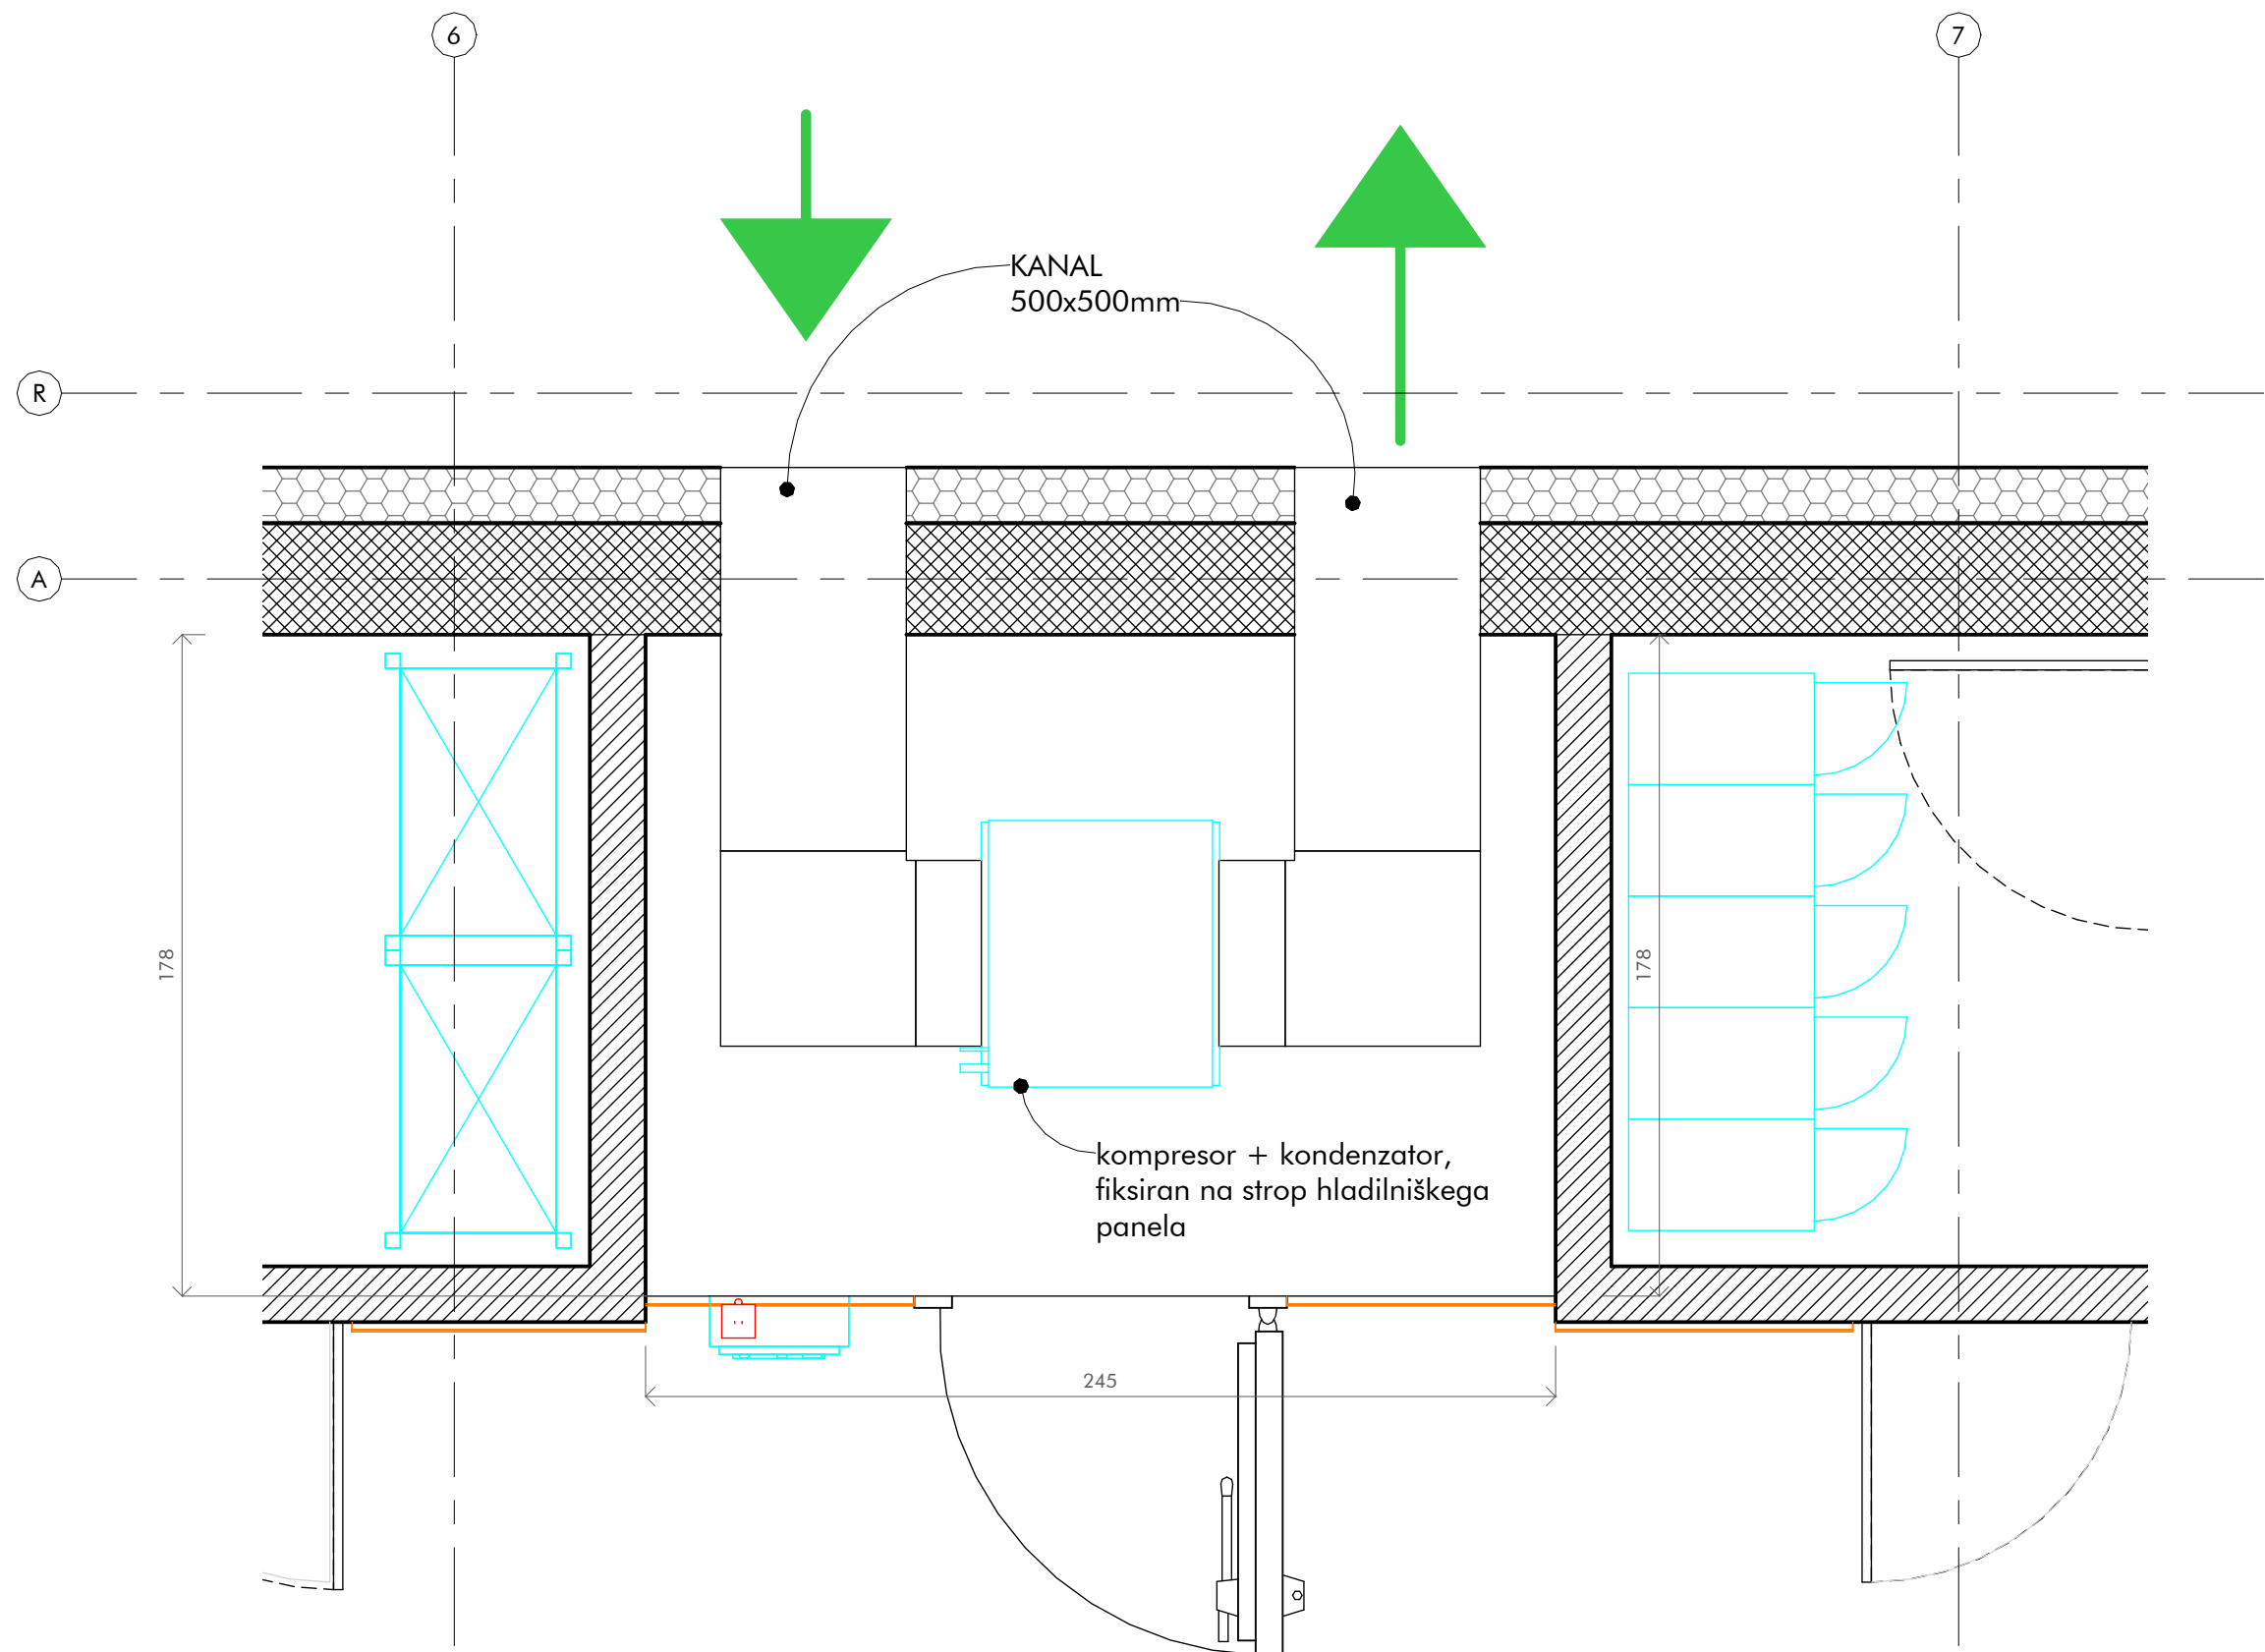 6
7
KANAL
500x500mm
R
A
178
178
kompresor + kondenzator,
fiksiran na strop hladilniškega
panela
245